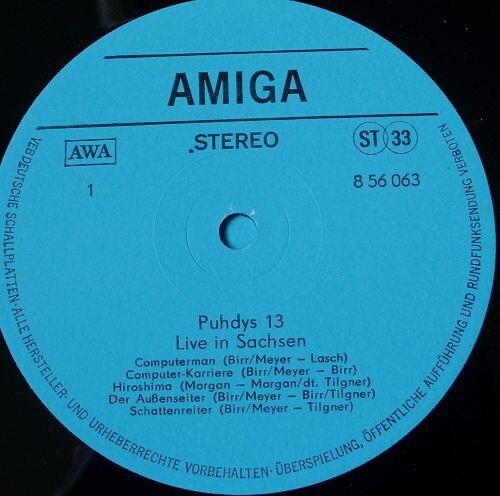 AMIGA
AWA
STEREO
ST 33
1
8 56 063
Puhdys 13
Live in Sachsen
Computerman (Birr/Meyer – Lasch)
Computer-Karriere (Birr/Meyer – Birr)
Hiroshima (Morgan – Morgan/dt. Tilgner)
Der Außenseiter (Birr/Meyer – Birr/Tilgner)
Schattenreiter (Birr/Meyer – Tilgner)
VEB DEUTSCHE SCHALLPLATTEN · ALLE HERSTELLER- UND URHEBERRECHTE VORBEHALTEN · ÜBERSPIELUNG, ÖFFENTLICHE AUFFÜHRUNG UND RUNDFUNKSENDUNG VERBOTEN